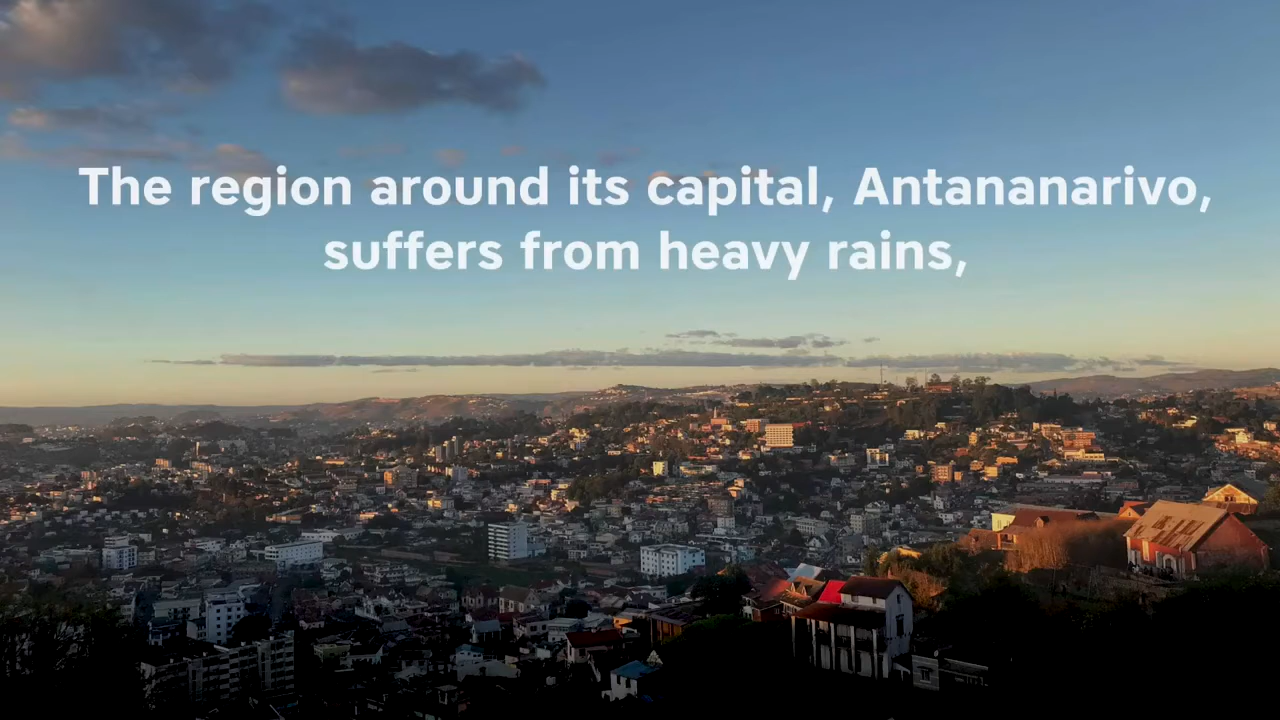 The region around its capital, Antananarivo,
suffers from heavy rains,